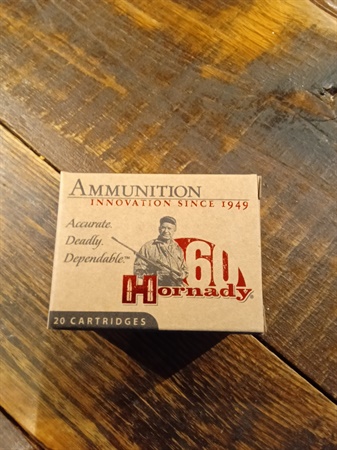 AMMUNITION
INNOVATION SINCE 1949
Accurate.
Deadly.
Dependable.™
60
Hornady®
20 CARTRIDGES